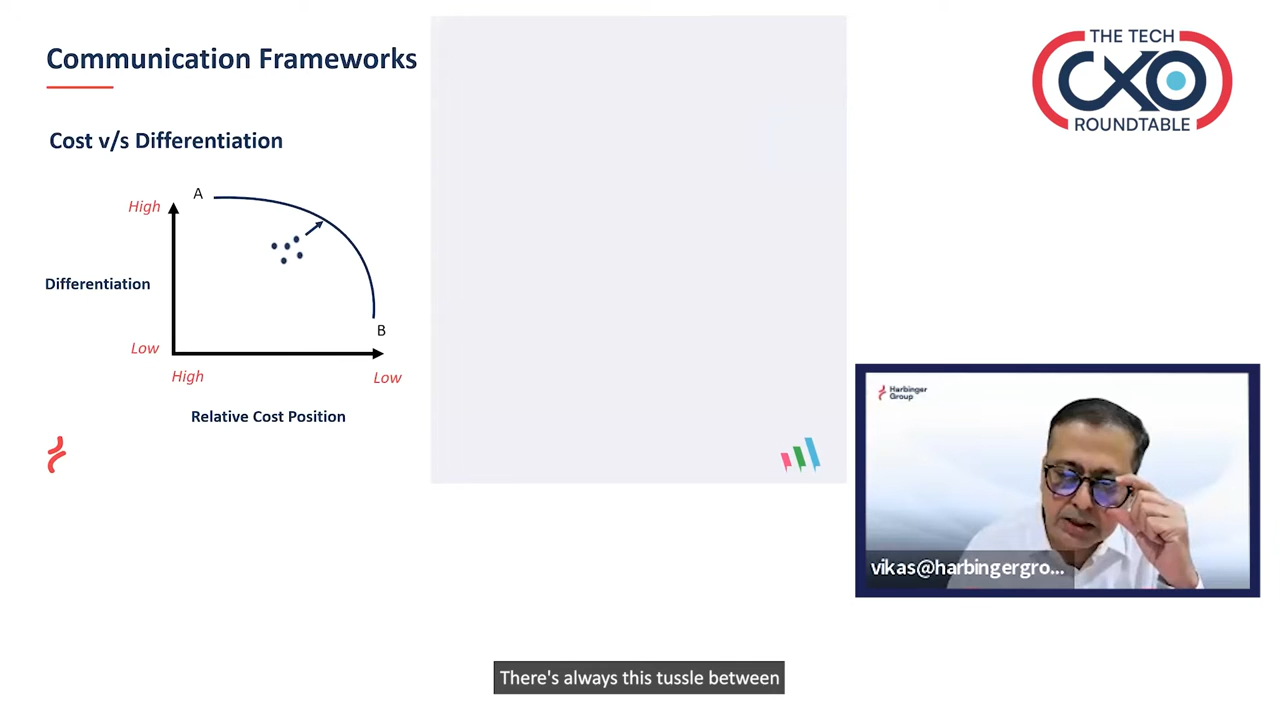 Communication Frameworks
Cost v/s Differentiation
A
High
Differentiation
B
Low
High
Low
Relative Cost Position
THE TECH
CXO
ROUNDTABLE
Harbinger
Group
vikas@harbingergro...
There's always this tussle between